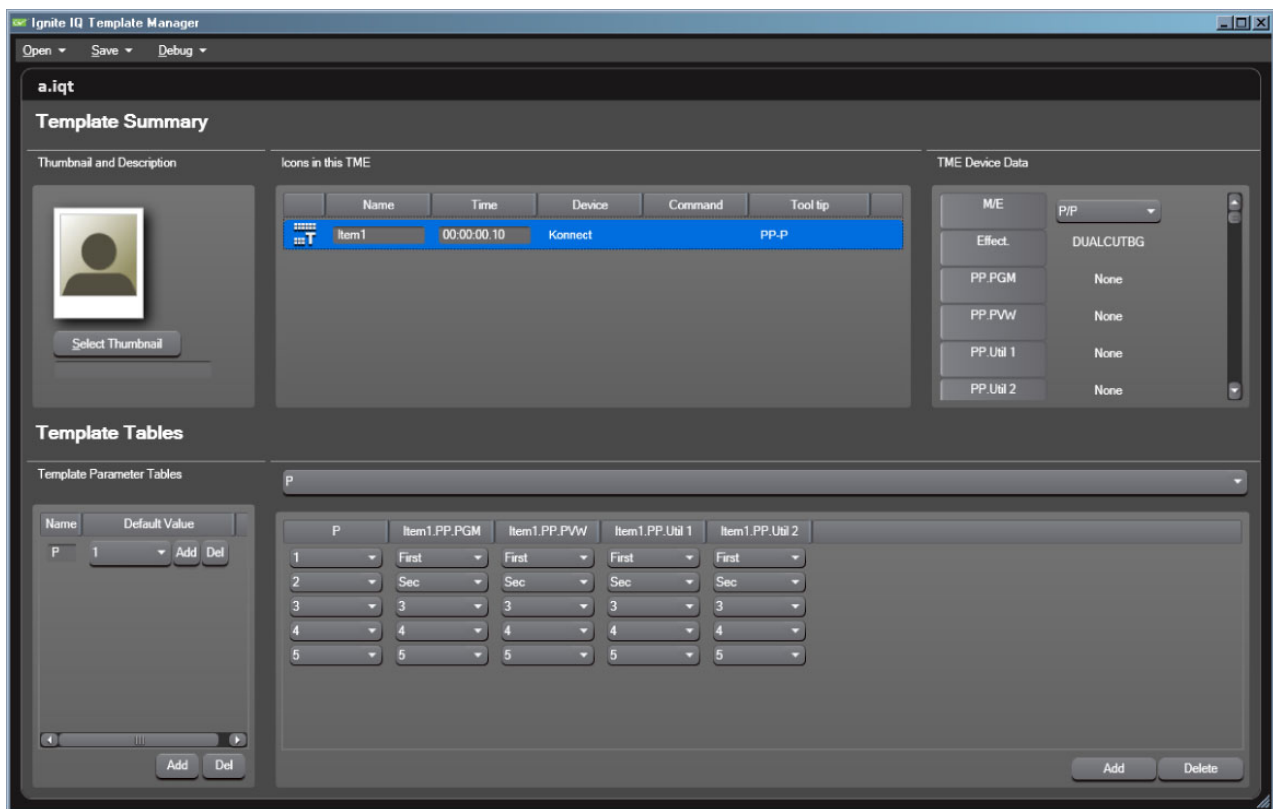 Ignite IQ Template Manager
Open Save Debug
a.iqt
Template Summary
Thumbnail and Description
Icons in this TME
TME Device Data
Select Thumbnail
Name Time Device Command Tool tip
T Item1 00:00:00.10 Konnect PP-P
M/E P/P
Effect. DUALCUTBG
PP.PGM None
PP.PVW None
PP.Util 1 None
PP.Util 2 None
Template Tables
Template Parameter Tables
P
Name Default Value
P 1 Add Del
Add Del
P Item1.PP.PGM Item1.PP.PVW Item1.PP.Util 1 Item1.PP.Util 2
1 First First First First
2 Sec Sec Sec Sec
3 3 3 3 3
4 4 4 4 4
5 5 5 5 5
Add Delete